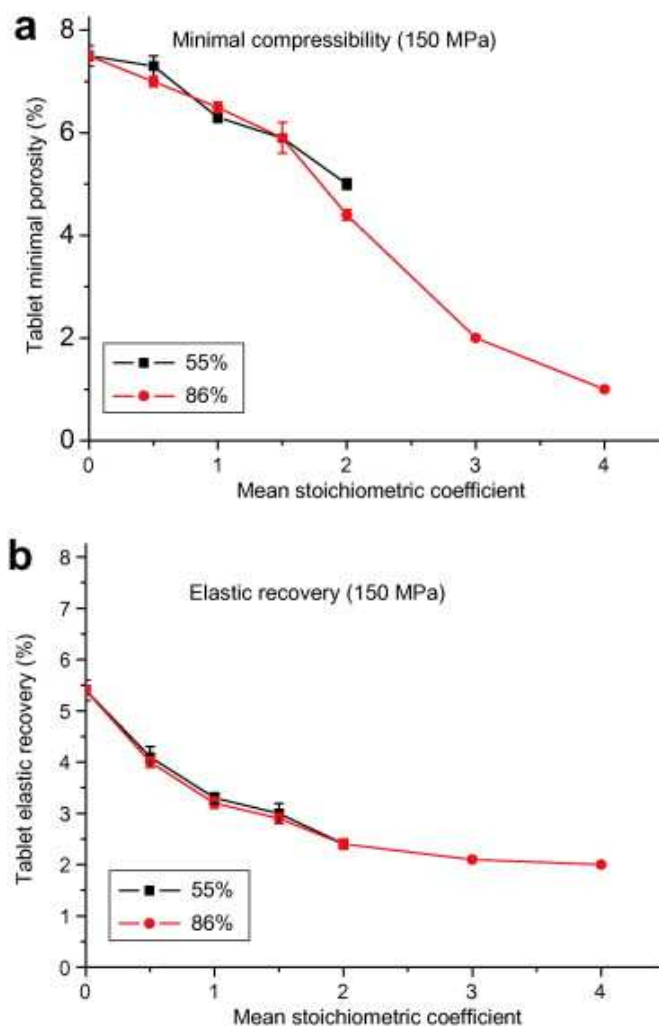 a
Minimal compressibility (150 MPa)
Tablet minimal porosity (%)
8
6
4
2
0
55%
86%
0 1 2 3 4
Mean stoichiometric coefficient
b
Elastic recovery (150 MPa)
Tablet elastic recovery (%)
8
7
6
5
4
3
2
1
0
55%
86%
0 1 2 3 4
Mean stoichiometric coefficient